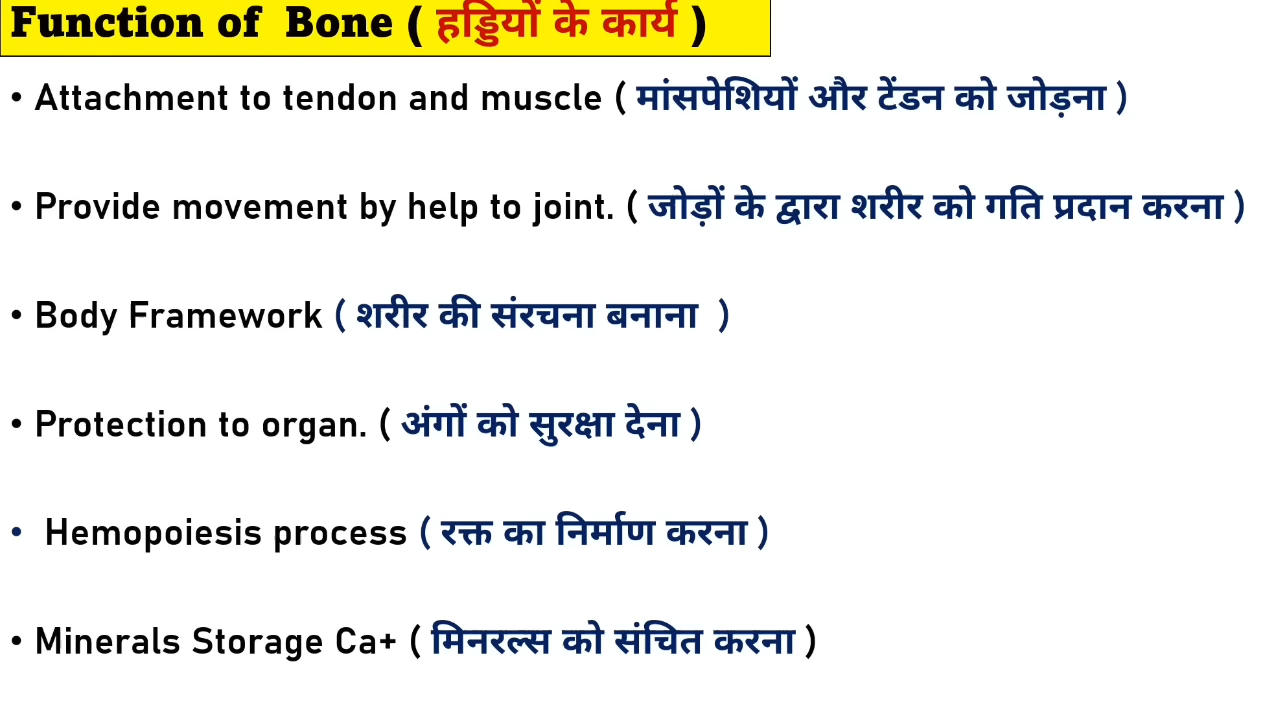 Function of Bone ( हड्डियों के कार्य )
• Attachment to tendon and muscle ( मांसपेशियों और टेंडन को जोड़ना )
• Provide movement by help to joint. ( जोड़ों के द्वारा शरीर को गति प्रदान करना )
• Body Framework ( शरीर की संरचना बनाना )
• Protection to organ. ( अंगों को सुरक्षा देना )
• Hemopoiesis process ( रक्त का निर्माण करना )
• Minerals Storage Ca+ ( मिनरल्स को संचित करना )